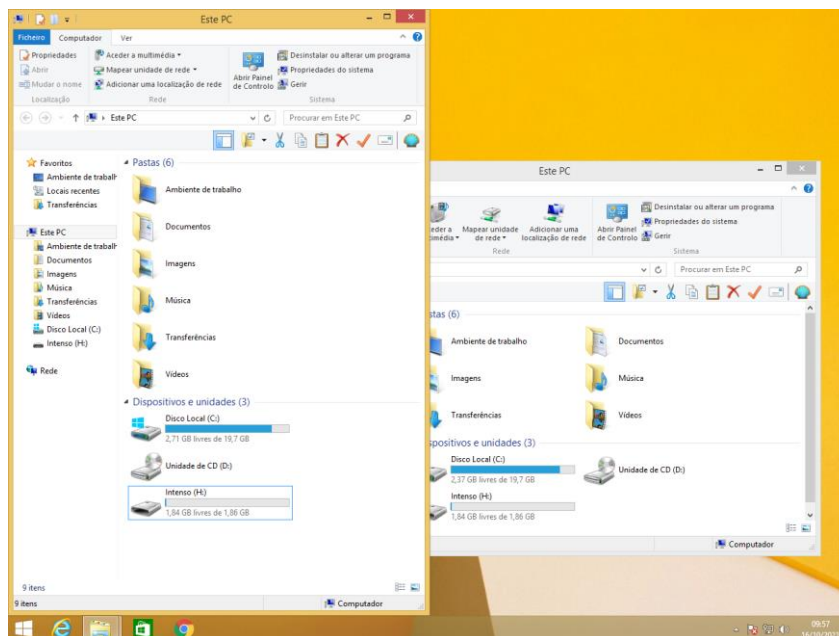 Este PC
Ficheiro Computador Ver
Propriedades
Abrir
Mudar o nome
Localização
Aceder a multimédia
Mapear unidade de rede
Adicionar uma localização de rede
Rede
Abrir Painel
de Controlo
Desinstalar ou alterar um programa
Propriedades do sistema
Gerir
Sistema
Este PC
Procurar em Este PC
Favoritos
Ambiente de trabalh
Locais recentes
Transferências
Este PC
Ambiente de trabalh
Documentos
Imagens
Música
Transferências
Vídeos
Disco Local (C:)
Intenso (H:)
Rede
Pastas (6)
Ambiente de trabalho
Documentos
Imagens
Música
Transferências
Vídeos
Dispositivos e unidades (3)
Disco Local (C:)
2,71 GB livres de 19,7 GB
Unidade de CD (D:)
Intenso (H:)
1,84 GB livres de 1,86 GB
9 itens
9 itens
Computador
Este PC
eder a
timédia
Mapear unidade
de rede
Adicionar uma
localização de rede
Rede
Abrir Painel
de Controlo
Desinstalar ou alterar um programa
Propriedades do sistema
Gerir
Sistema
Procurar em Este PC
stas (6)
Ambiente de trabalho
Documentos
Imagens
Música
Transferências
Vídeos
spositivos e unidades (3)
Disco Local (C:)
2,37 GB livres de 19,7 GB
Unidade de CD (D:)
Intenso (H:)
1,84 GB livres de 1,86 GB
Computador
09:57